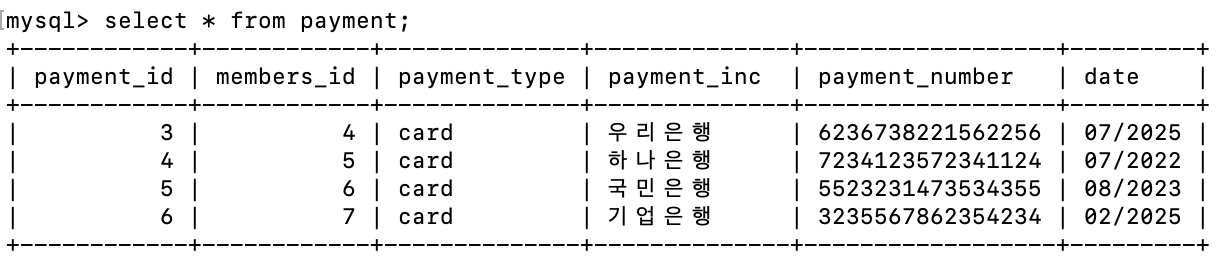 mysql> select * from payment;
+------------+------------+--------------+-------------+------------------+---------+
| payment_id | members_id | payment_type | payment_inc | payment_number | date |
+------------+------------+--------------+-------------+------------------+---------+
| 3 | 4 | card | 우리은행 | 6236738221562256 | 07/2025 |
| 4 | 5 | card | 하나은행 | 7234123572341124 | 07/2022 |
| 5 | 6 | card | 국민은행 | 5523231473534355 | 08/2023 |
| 6 | 7 | card | 기업은행 | 3235567862354234 | 02/2025 |
+------------+------------+--------------+-------------+------------------+---------+